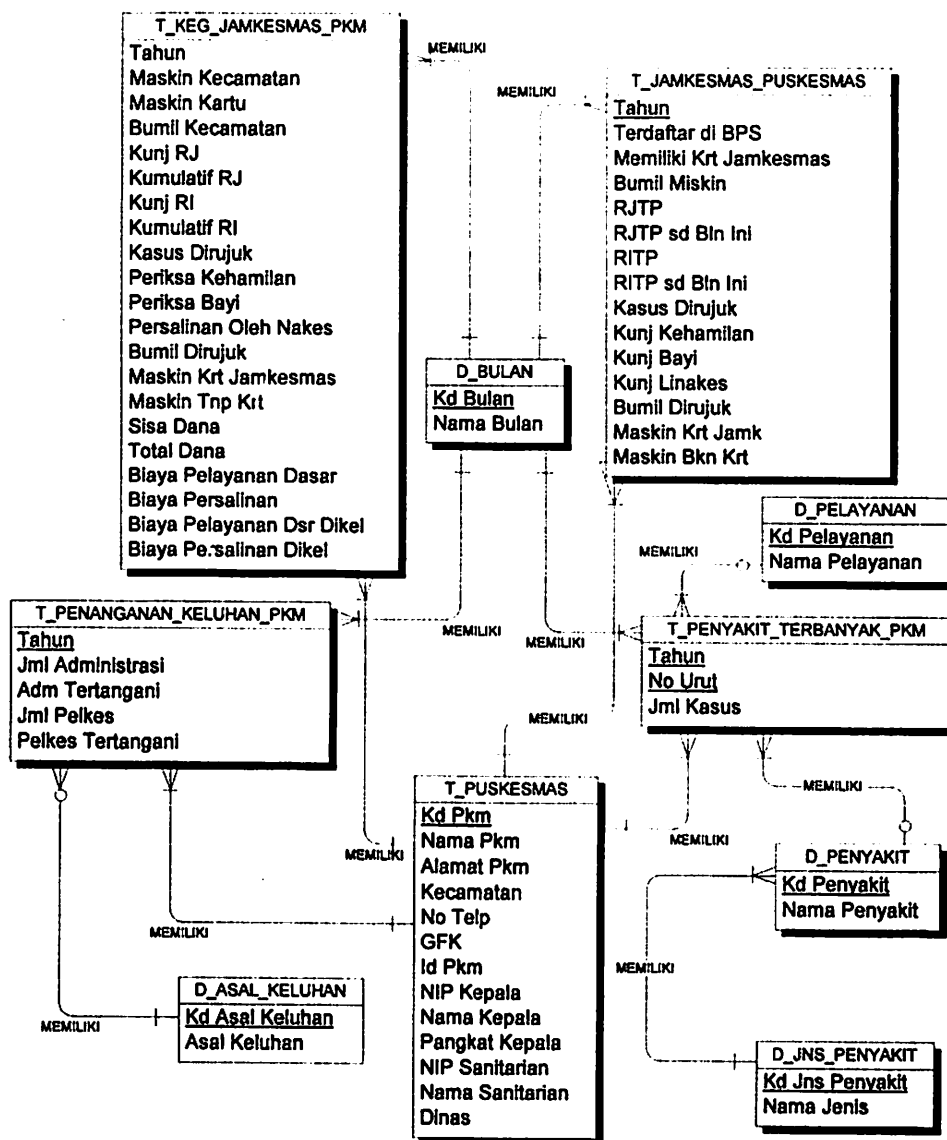 T_KEG_JAMKESMAS_PKM
Tahun
Maskin Kecamatan
Maskin Kartu
Bumil Kecamatan
Kunj RJ
Kumulatif RJ
Kunj RI
Kumulatif RI
Kasus Dirujuk
Periksa Kehamilan
Periksa Bayi
Persalinan Oleh Nakes
Bumil Dirujuk
Maskin Krt Jamkesmas
Maskin Tnp Krt
Sisa Dana
Total Dana
Biaya Pelayanan Dasar
Biaya Persalinan
Biaya Pelayanan Dsr Dikel
Biaya Persalinan Dikel
MEMILIKI
MEMILIKI
T_JAMKESMAS_PUSKESMAS
Tahun
Terdaftar di BPS
Memiliki Krt Jamkesmas
Bumil Miskin
RJTP
RJTP sd Bln Ini
RITP
RITP sd Bln Ini
Kasus Dirujuk
Kunj Kehamilan
Kunj Bayi
Kunj Linakes
Bumil Dirujuk
Maskin Krt Jamk
Maskin Bkn Krt
D_BULAN
Kd Bulan
Nama Bulan
D_PELAYANAN
Kd Pelayanan
Nama Pelayanan
MEMILIKI
T_PENANGANAN_KELUHAN_PKM
Tahun
Jml Administrasi
Adm Tertangani
Jml Pelkes
Pelkes Tertangani
MEMILIKI
MEMILIKI
T_PENYAKIT_TERBANYAK_PKM
Tahun
No Urut
Jml Kasus
MEMILIKI
T_PUSKESMAS
Kd Pkm
Nama Pkm
Alamat Pkm
Kecamatan
No Telp
GFK
Id Pkm
NIP Kepala
Nama Kepala
Pangkat Kepala
NIP Sanitarian
Nama Sanitarian
Dinas
MEMILIKI
MEMILIKI
MEMILIKI
MEMILIKI
D_PENYAKIT
Kd Penyakit
Nama Penyakit
MEMILIKI
D_ASAL_KELUHAN
Kd Asal Keluhan
Asal Keluhan
MEMILIKI
D_JNS_PENYAKIT
Kd Jns Penyakit
Nama Jenis